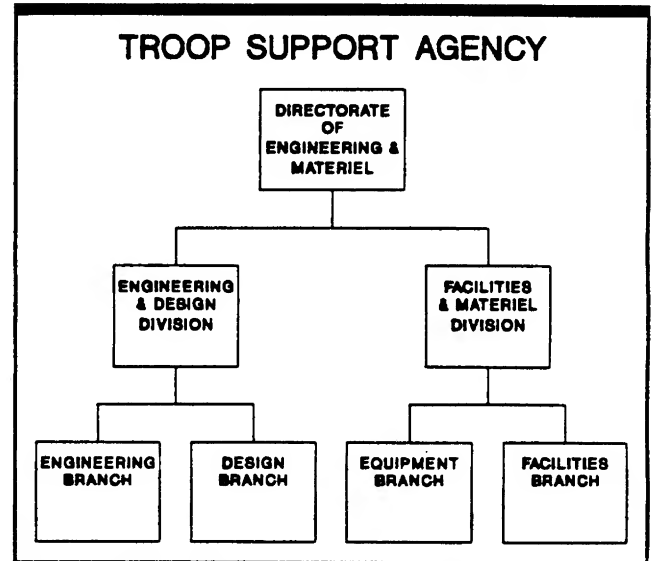 TROOP SUPPORT AGENCY
DIRECTORATE
OF
ENGINEERING &
MATERIEL
ENGINEERING
& DESIGN
DIVISION
FACILITIES
& MATERIEL
DIVISION
ENGINEERING
BRANCH
DESIGN
BRANCH
EQUIPMENT
BRANCH
FACILITIES
BRANCH